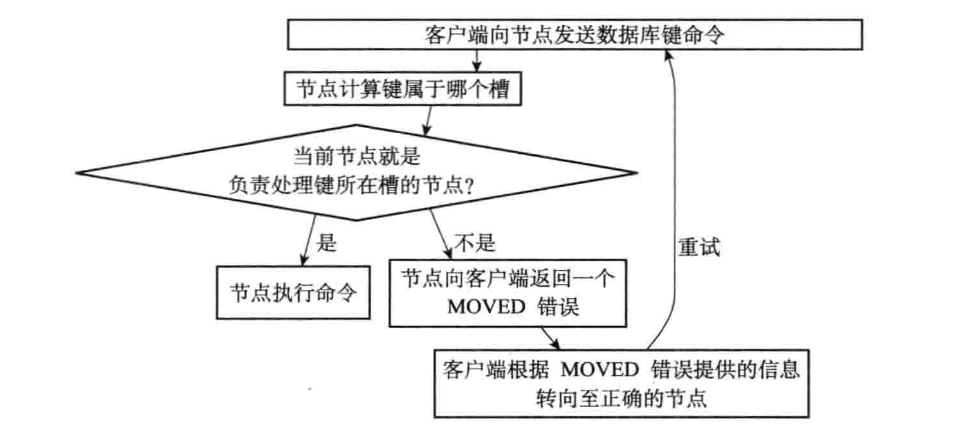 客户端向节点发送数据库键命令
节点计算键属于哪个槽
当前节点就是
负责处理键所在槽的节点?
是
不是
重试
节点执行命令
节点向客户端返回一个
MOVED 错误
客户端根据 MOVED 错误提供的信息
转向至正确的节点